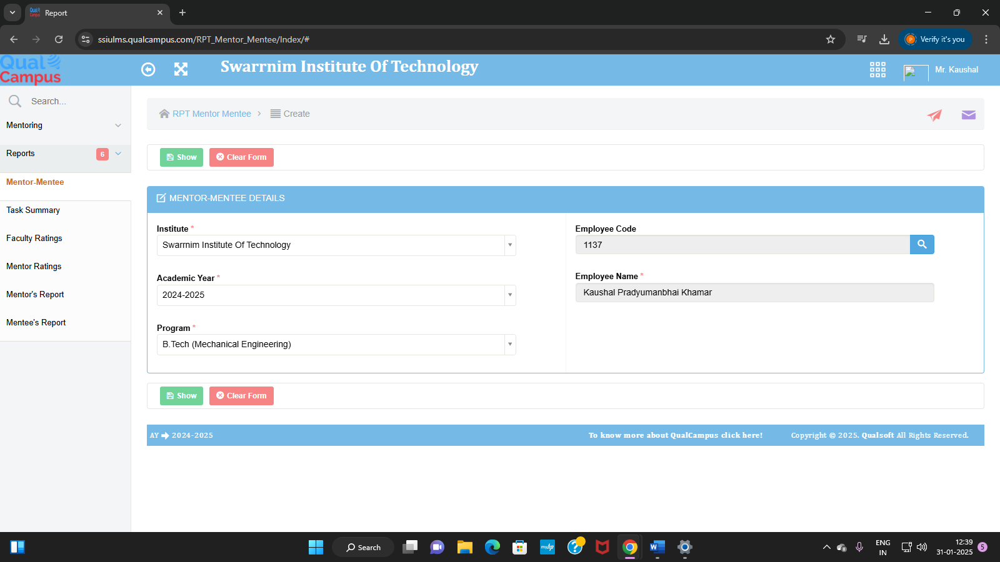 Report
ssiulms.qualcampus.com/RPT_Mentor_Mentee/Index/#
Verify it's you
Qual
Campus
Swarrnim Institute Of Technology
Mr. Kaushal
Search...
Mentoring
Reports 6
Mentor-Mentee
Task Summary
Faculty Ratings
Mentor Ratings
Mentor's Report
Mentee's Report
RPT Mentor Mentee > Create
Show Clear Form
MENTOR-MENTEE DETAILS
Institute *
Swarrnim Institute Of Technology
Academic Year *
2024-2025
Program *
B.Tech (Mechanical Engineering)
Employee Code
1137
Employee Name *
Kaushal Pradyumanbhai Khamar
Show Clear Form
AY 2024-2025 To know more about QualCampus click here! Copyright © 2025. Qualsoft All Rights Reserved.
Search
myhp
ENG
IN
12:39
31-01-2025
5